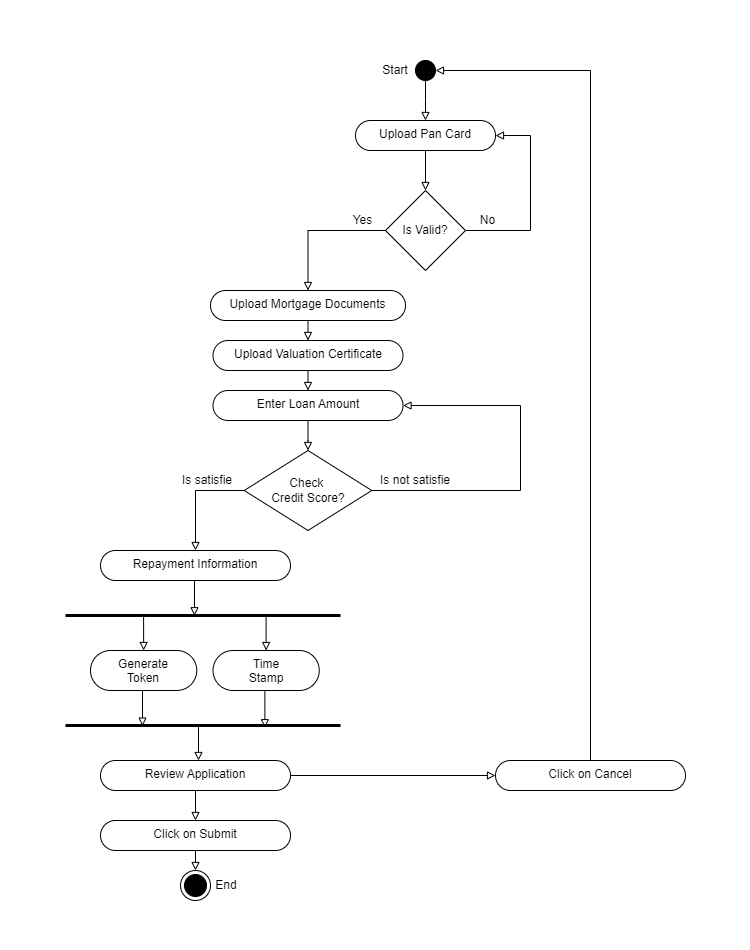 Start
Upload Pan Card
Is Valid?
Yes
No
Upload Mortgage Documents
Upload Valuation Certificate
Enter Loan Amount
Check
Credit Score?
Is satisfie
Is not satisfie
Repayment Information
Generate
Token
Time
Stamp
Review Application
Click on Cancel
Click on Submit
End